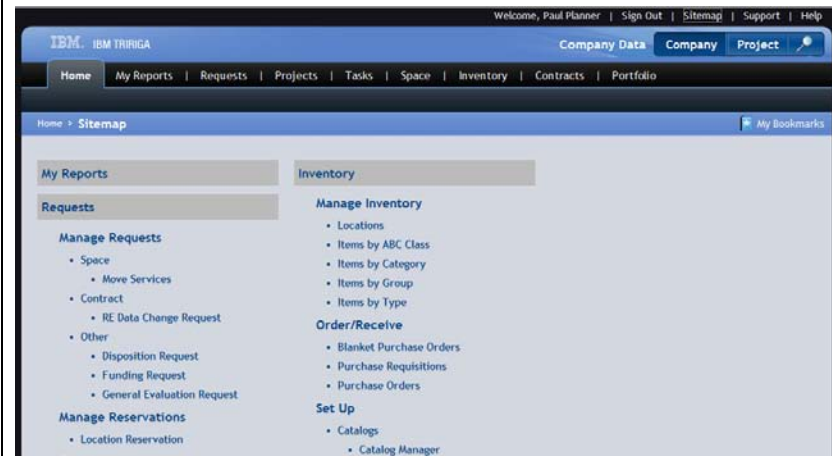 Welcome, Paul Planner | Sign Out | Sitemap | Support | Help
IBM. IBM TRIRIGA
Company Data Company Project
Home My Reports | Requests | Projects | Tasks | Space | Inventory | Contracts | Portfolio
Home > Sitemap
My Bookmarks
My Reports
Requests
Manage Requests
• Space
• Move Services
• Contract
• RE Data Change Request
• Other
• Disposition Request
• Funding Request
• General Evaluation Request
Manage Reservations
• Location Reservation
Inventory
Manage Inventory
• Locations
• Items by ABC Class
• Items by Category
• Items by Group
• Items by Type
Order/Receive
• Blanket Purchase Orders
• Purchase Requisitions
• Purchase Orders
Set Up
• Catalogs
• Catalog Manager